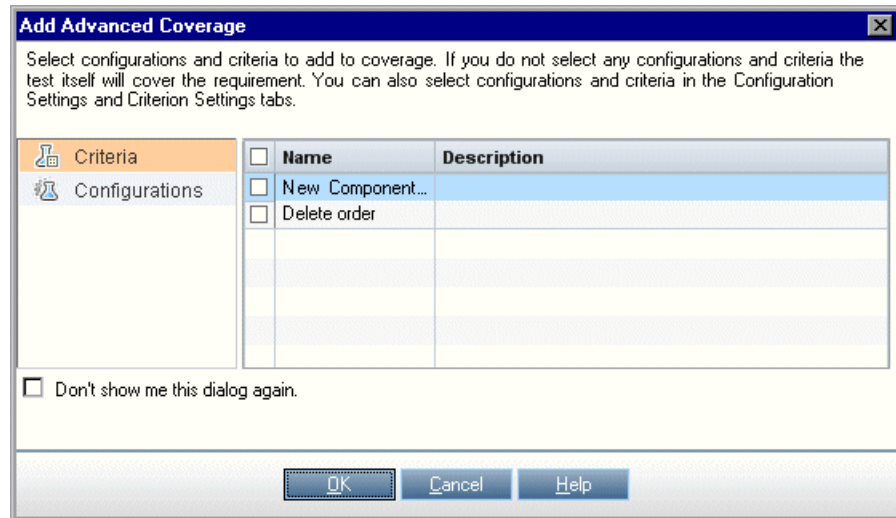 Add Advanced Coverage
Select configurations and criteria to add to coverage. If you do not select any configurations and criteria the
test itself will cover the requirement. You can also select configurations and criteria in the Configuration
Settings and Criterion Settings tabs.
Criteria
Configurations
Name Description
New Component...
Delete order
Don't show me this dialog again.
OK Cancel Help